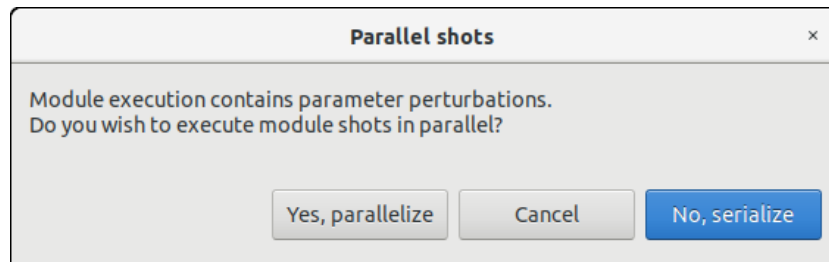 Parallel shots
×
Module execution contains parameter perturbations.
Do you wish to execute module shots in parallel?
Yes, parallelize
Cancel
No, serialize